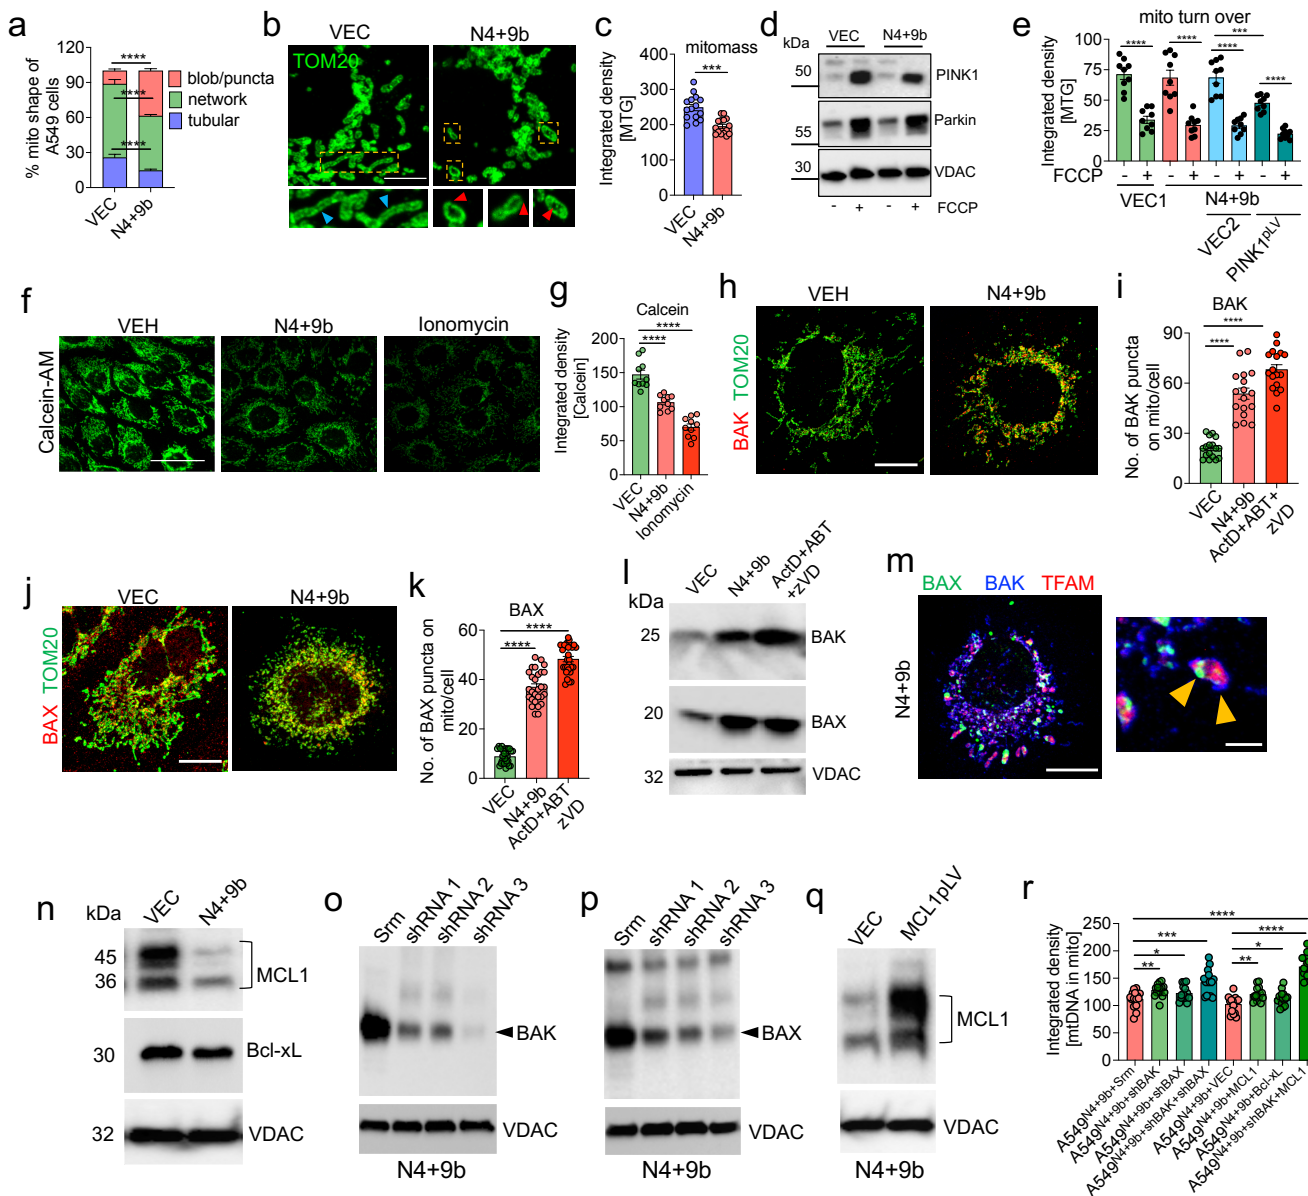 a
% mito shape of
A549 cells
120
90
60
30
0
****
****
****
VEC
N4+9b
blob/puncta
network
tubular
b
VEC
N4+9b
TOM20
c
mitomass
***
Integrated density
[MTG]
400
300
200
100
0
VEC
N4+9b
d
kDa
VEC
N4+9b
50
PINK1
55
Parkin
30
VDAC
- + - +
FCCP
e
mito turn over
**** **** **** *** ****
Integrated density
[MTG]
100
75
50
25
0
FCCP
- + - + - + - +
VEC1
N4+9b
VEC2
PINK1pLV
f
VEH
N4+9b
Ionomycin
Calcein-AM
g
Calcein
****
****
Integrated density
[Calcein]
200
150
100
50
0
VEC
N4+9b
Ionomycin
h
VEH
N4+9b
BAK TOM20
i
BAK
****
****
No. of BAK puncta
on mito/cell
90
60
30
0
VEC
N4+9b
ActD+ABT+
zVD
j
VEC
N4+9b
BAX TOM20
k
BAX
****
****
No. of BAX puncta on
mito/cell
60
40
20
0
VEC
N4+9b
ActD+ABT
zVD
l
kDa
VEC
N4+9b
ActD+ABT
+zVD
25
BAK
20
BAX
32
VDAC
m
BAX BAK TFAM
N4+9b
n
kDa
VEC
N4+9b
45
36
MCL1
30
Bcl-xL
32
VDAC
o
Srm
shRNA 1
shRNA 2
shRNA 3
BAK
VDAC
N4+9b
p
Srm
shRNA 1
shRNA 2
shRNA 3
BAX
VDAC
N4+9b
q
VEC
MCL1pLV
MCL1
VDAC
N4+9b
r
****
*** ****
* *
** **
Integrated density
[mtDNA in mito]
250
200
150
100
50
0
A549N4+9b+Srm
A549N4+9b+shBAK
A549N4+9b+shBAX
A549N4+9b+shBAK+shBAX
A549N4+9b+VEC
A549N4+9b+MCL1
A549N4+9b+Bcl-xL
A549N4+9b+shBAK+MCL1